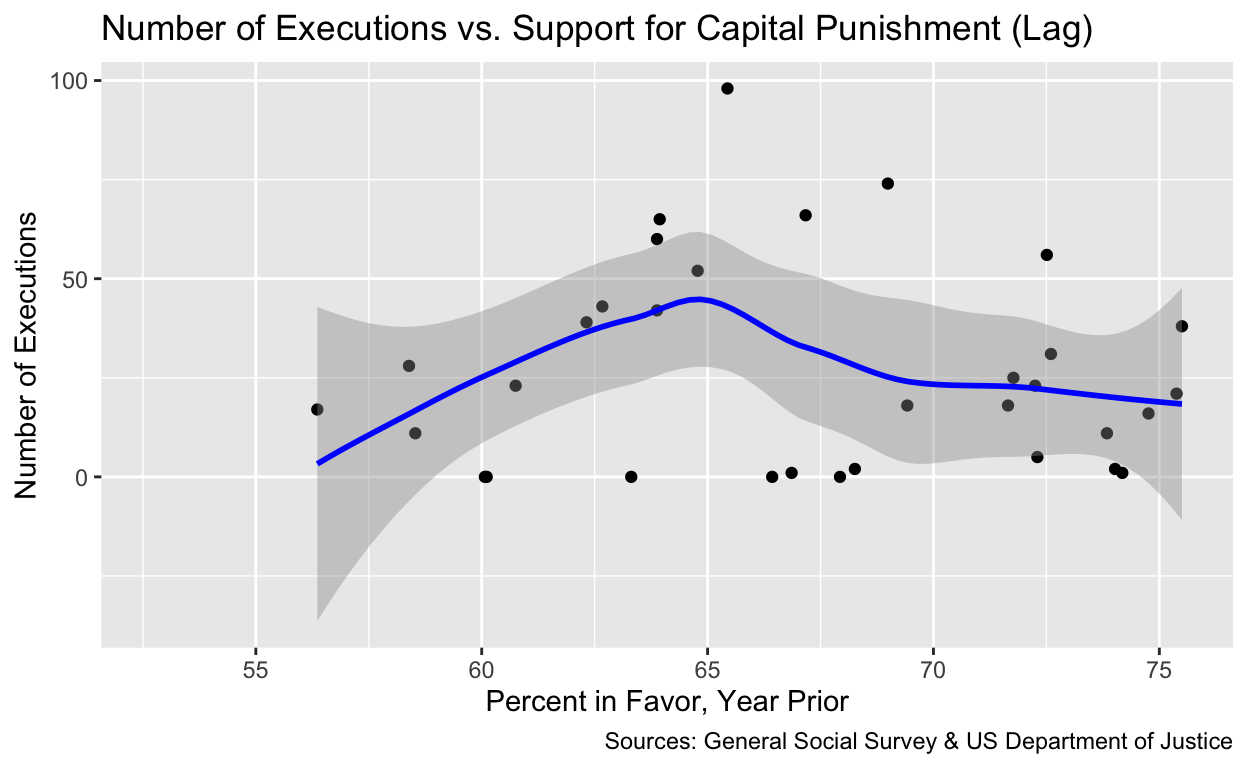 Number of Executions vs. Support for Capital Punishment (Lag)
Number of Executions
100
50
0
55 60 65 70 75
Percent in Favor, Year Prior
Sources: General Social Survey & US Department of Justice